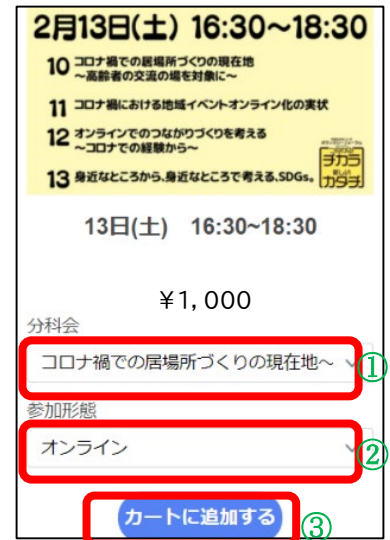 2月13日(土) 16:30~18:30
10 コロナ禍での居場所づくりの現在地
~高齢者の交流の場を対象に~
11 コロナ禍における地域イベントオンライン化の実状
12 オンラインでのつながりづくりを考える
~コロナでの経験から~
13 身近なところから、身近なところで考える、SDGs。
チカラ
カタチ
13日(土) 16:30~18:30
¥1,000
分科会
コロナ禍での居場所づくりの現在地~
①
参加形態
オンライン
②
カートに追加する
③